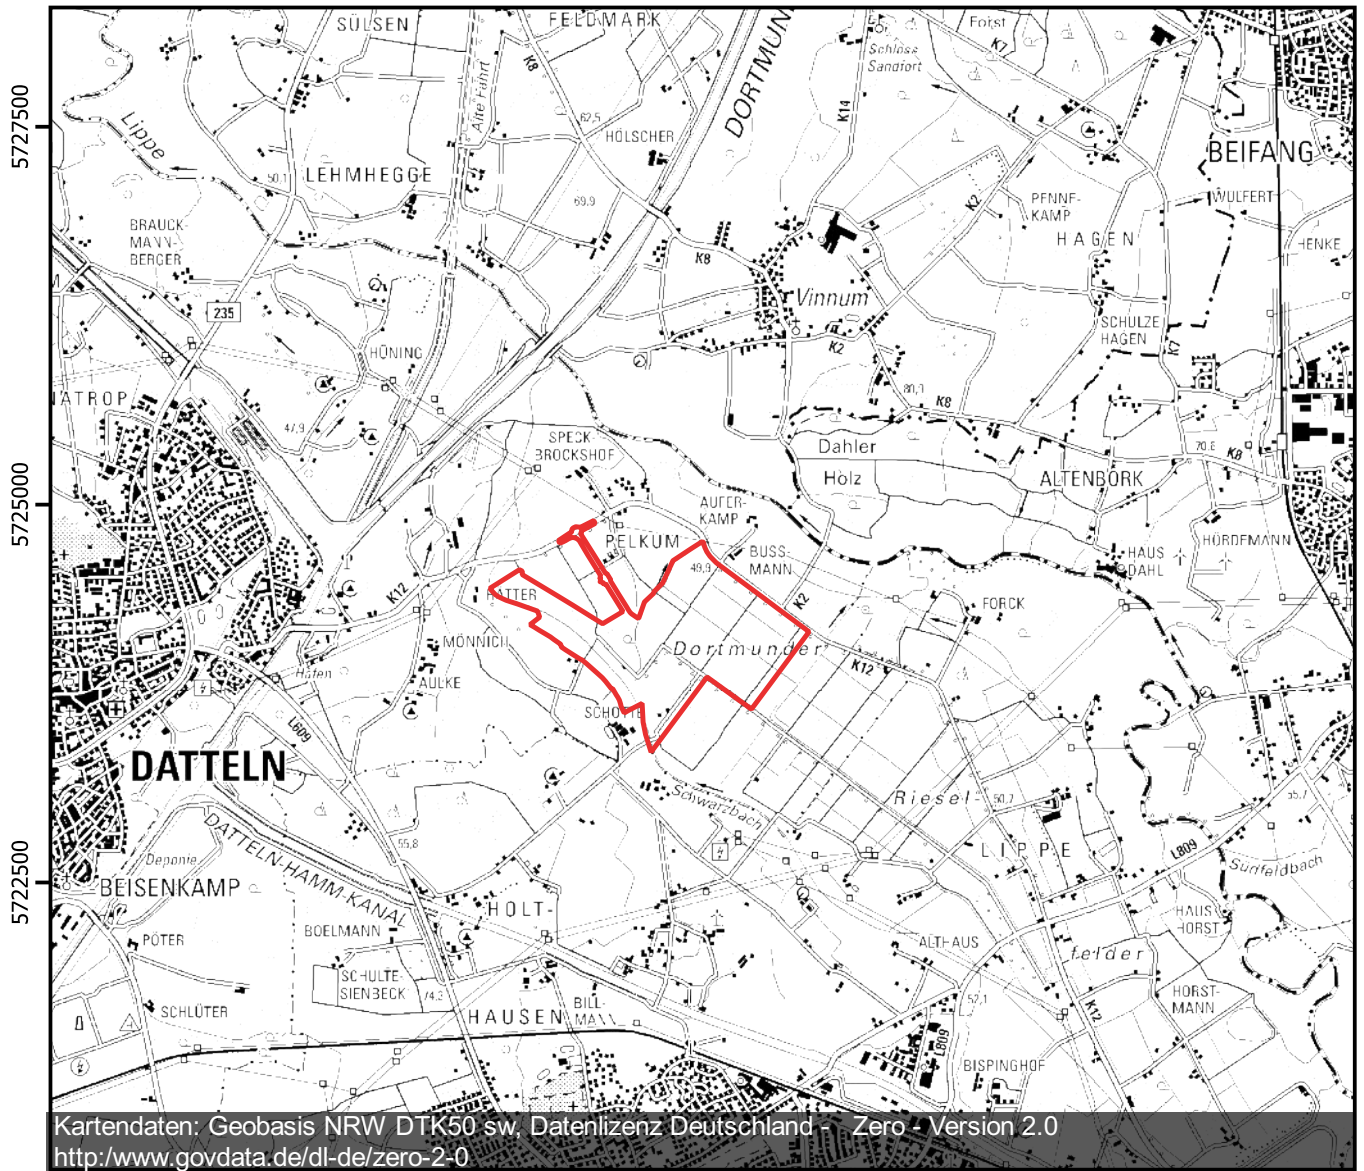 SÜLSEN
FELDMARK
Forst
K7
K8
Alte Fahrt
DORTMUN
Schloss
Sandfort
5727500
Lippe
62,5
HÖLSCHER
K14
BEIFANG
50,1
LEHMHEGGE
69,9
K2
PENNE-
KAMP
WULFERT
BRAUCK-
MANN-
BERGER
HAGEN
HENKE
K8
Vinnum
235
SCHULZE
HAGEN
K7
HÜNING
K2
NATROP
80,9
K8
47,9
SPECK-
BROCKSHOF
Dahler
Holz
70,8
K8
ALTENBORK
5725000
AUFER-
KAMP
PELKUM
BUSS-
MANN
HAUS
DAHL
HÖRDEMANN
49,9
K12
HATTER
K2
FORCK
MÖNNICH
Dortmunder
K12
Hafen
AULKE
SCHOTTE
L809
DATTELN
Schwarzbach
Riesel-
50,7
55,7
DATTELN-HAMM-KANAL
55,8
LIPPE
L809
Deponie
Sunfeldbach
5722500
BEISENKAMP
HOLT-
HAUS
HORST
BOELMANN
PÖTER
ALTHAUS
felder
SCHULTE-
SIENBECK
74,3
HORST-
MANN
SCHLÜTER
HAUSEN
BILL-
MANN
52,1
K12
L809
BISPINGHOF
Kartendaten: Geobasis NRW DTK50 sw, Datenlizenz Deutschland - Zero - Version 2.0
http:/www.govdata.de/dl-de/zero-2-0